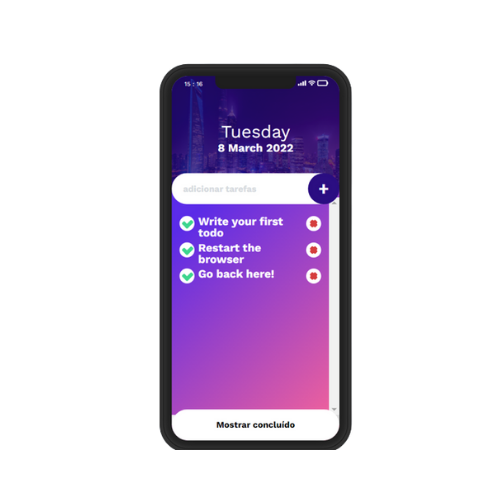 15 : 16
Tuesday
8 March 2022
adicionar tarefas
+
Write your first
todo
Restart the
browser
Go back here!
Mostrar concluído